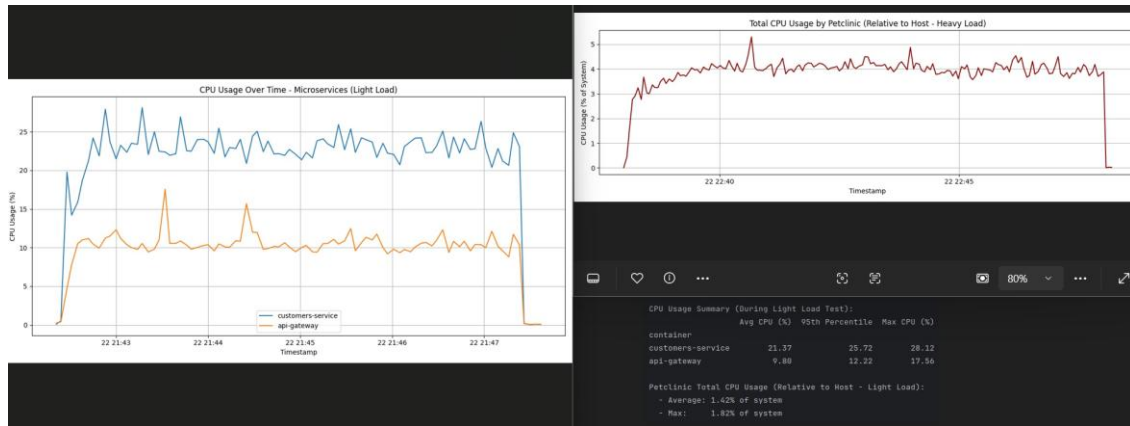 CPU Usage Over Time - Microservices (Light Load)
CPU Usage (%)
25
20
15
10
5
0
customers-service
api-gateway
22 21:43
22 21:44
22 21:45
22 21:46
22 21:47
Timestamp
Total CPU Usage by Petclinic (Relative to Host - Heavy Load)
CPU Usage (% of System)
5
4
3
2
1
0
22 22:40
22 22:45
Timestamp
80%
CPU Usage Summary (During Light Load Test):
Avg CPU (%) 95th Percentile Max CPU (%)
container
customers-service 21.37 25.72 28.12
api-gateway 9.80 12.22 17.56
Petclinic Total CPU Usage (Relative to Host - Light Load):
- Average: 1.42% of system
- Max: 1.82% of system